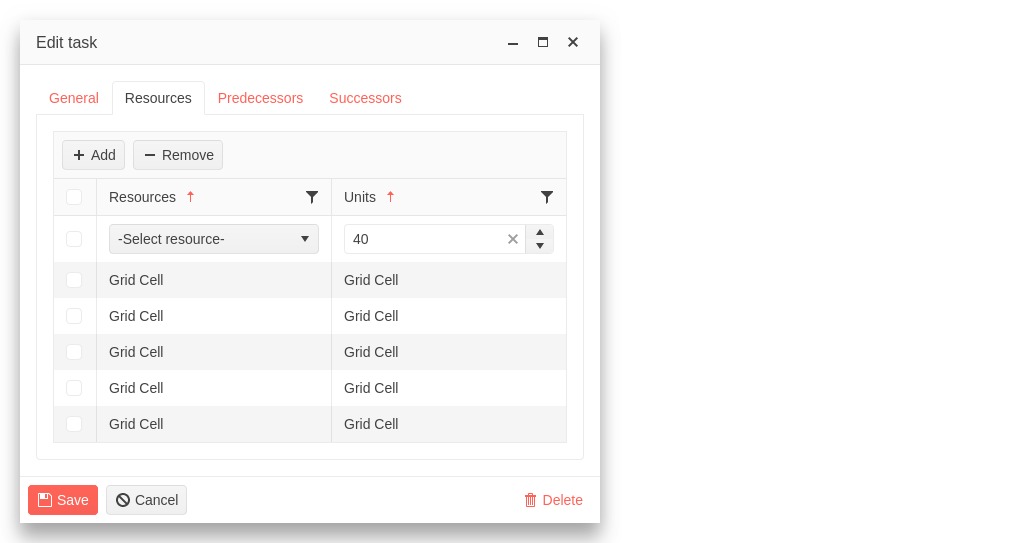 Edit task
General Resources Predecessors Successors
Add Remove
Resources Units
-Select resource- 40
Grid Cell Grid Cell
Grid Cell Grid Cell
Grid Cell Grid Cell
Grid Cell Grid Cell
Grid Cell Grid Cell
Save Cancel Delete